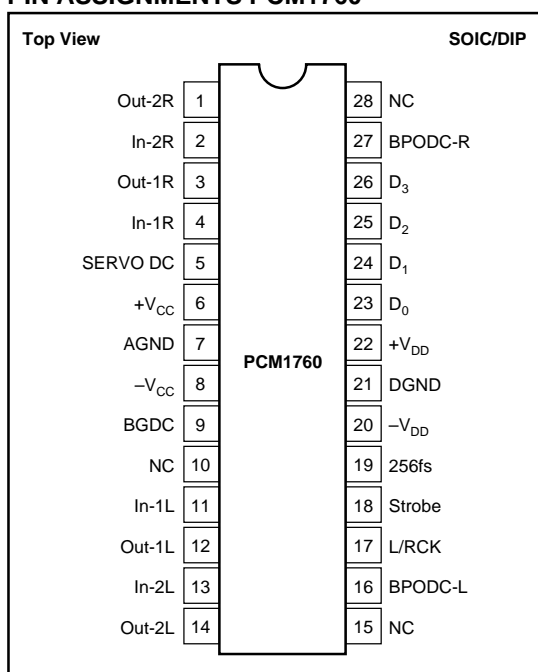 PIN ASSIGNMENTS PCM1760
Top View SOIC/DIP
Out-2R 1 28 NC
In-2R 2 27 BPODC-R
Out-1R 3 26 D3
In-1R 4 25 D2
SERVO DC 5 24 D1
+VCC 6 23 D0
AGND 7 22 +VDD
PCM1760
–VCC 8 21 DGND
BGDC 9 20 –VDD
NC 10 19 256fs
In-1L 11 18 Strobe
Out-1L 12 17 L/RCK
In-2L 13 16 BPODC-L
Out-2L 14 15 NC